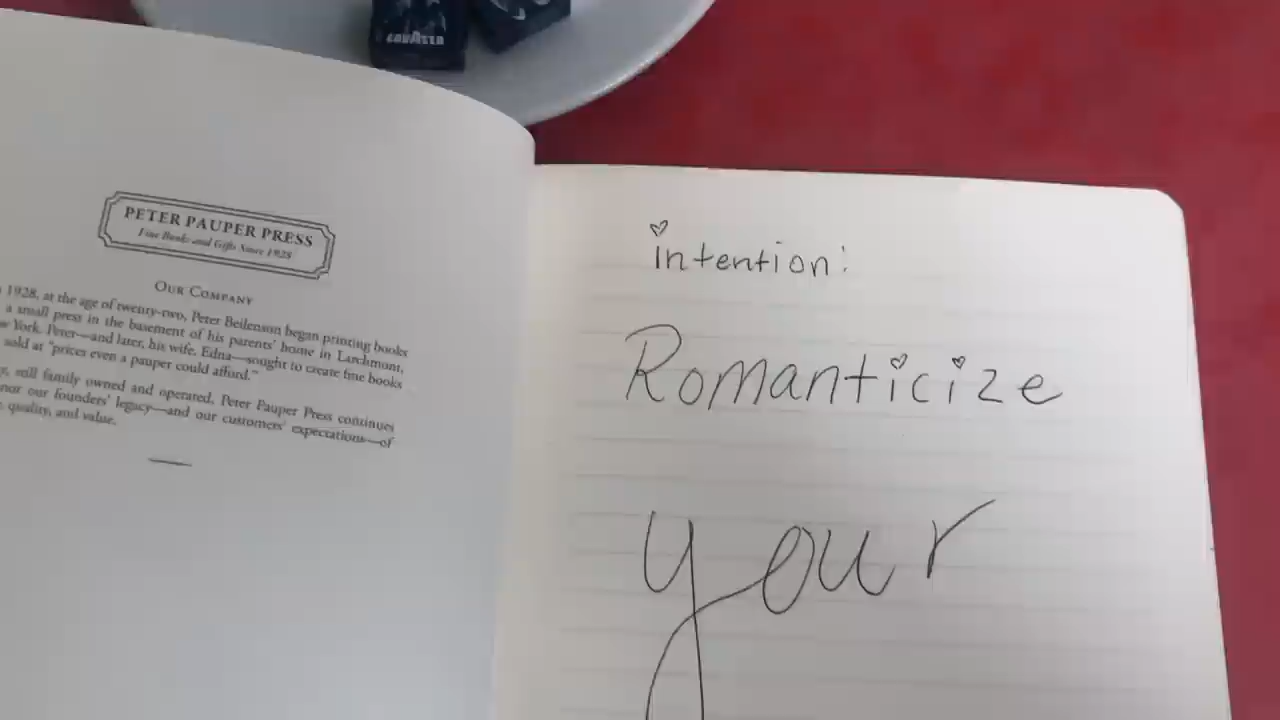 LAVAZZA
PETER PAUPER PRESS
Fine Books and Gifts Since 1928
OUR COMPANY
1928, at the age of twenty-two, Peter Beilenson began printing books
a small press in the basement of his parents' home in Larchmont,
York. Peter—and later, his wife, Edna—sought to create fine books
sold at "prices even a pauper could afford."
still family owned and operated, Peter Pauper Press continues
our founders' legacy—and our customers' expectations—of
quality, and value.
intention:
Romanticize
your